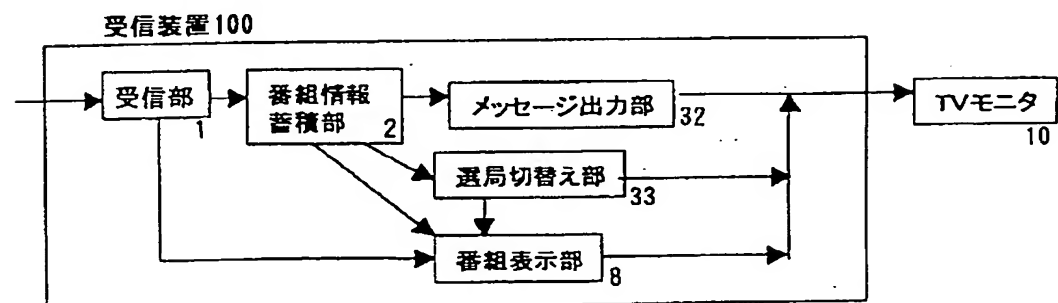 受信装置100
受信部
1
番組情報
蓄積部
2
メッセージ出力部
32
TVモニタ
10
選局切替え部
33
番組表示部
8